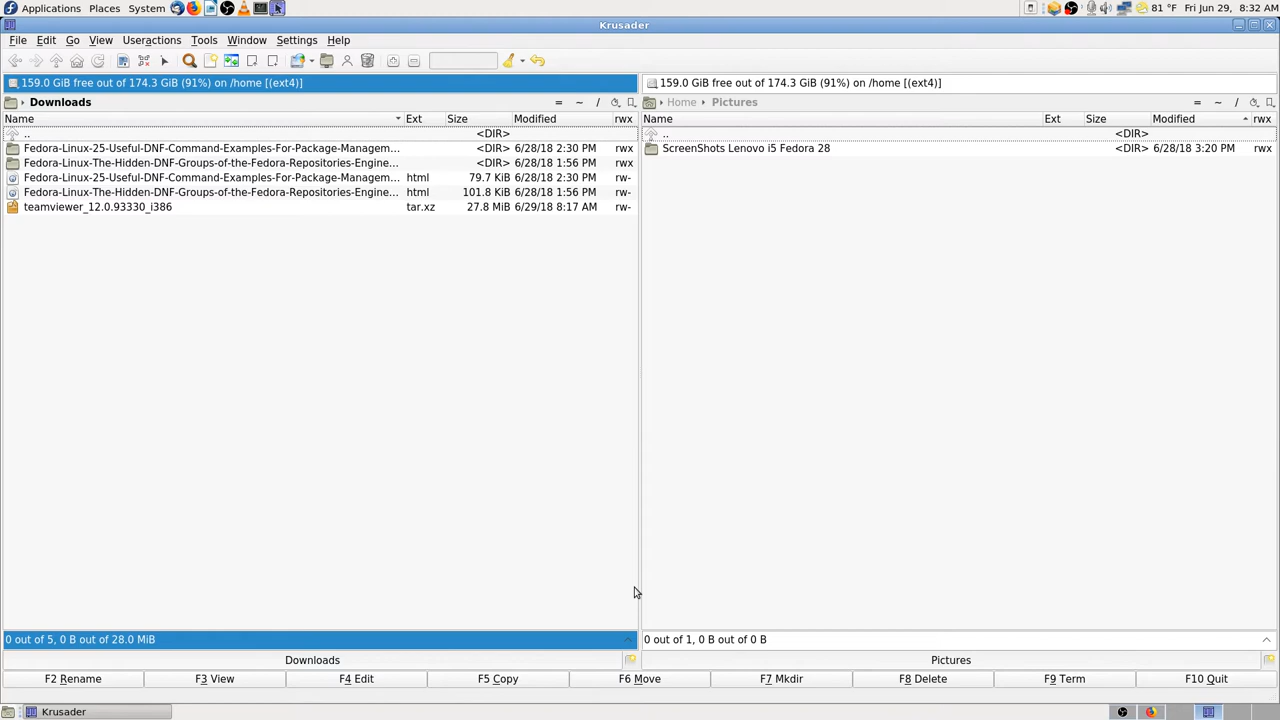 Applications Places System 81 °F Fri Jun 29, 8:32 AM
Krusader
File Edit Go View Useractions Tools Window Settings Help
159.0 GiB free out of 174.3 GiB (91%) on /home [(ext4)]
Downloads = ~ /
Name Ext Size Modified rwx
.. <DIR>
Fedora-Linux-25-Useful-DNF-Command-Examples-For-Package-Managem... <DIR> 6/28/18 2:30 PM rwx
Fedora-Linux-The-Hidden-DNF-Groups-of-the-Fedora-Repositories-Engine... <DIR> 6/28/18 1:56 PM rwx
Fedora-Linux-25-Useful-DNF-Command-Examples-For-Package-Managem... html 79.7 KiB 6/28/18 2:30 PM rw-
Fedora-Linux-The-Hidden-DNF-Groups-of-the-Fedora-Repositories-Engine... html 101.8 KiB 6/28/18 1:56 PM rw-
teamviewer_12.0.93330_i386 tar.xz 27.8 MiB 6/29/18 8:17 AM rw-
0 out of 5, 0 B out of 28.0 MiB
Downloads
159.0 GiB free out of 174.3 GiB (91%) on /home [(ext4)]
Home Pictures = ~ /
Name Ext Size Modified rwx
.. <DIR>
ScreenShots Lenovo i5 Fedora 28 <DIR> 6/28/18 3:20 PM rwx
0 out of 1, 0 B out of 0 B
Pictures
F2 Rename F3 View F4 Edit F5 Copy F6 Move F7 Mkdir F8 Delete F9 Term F10 Quit
Krusader